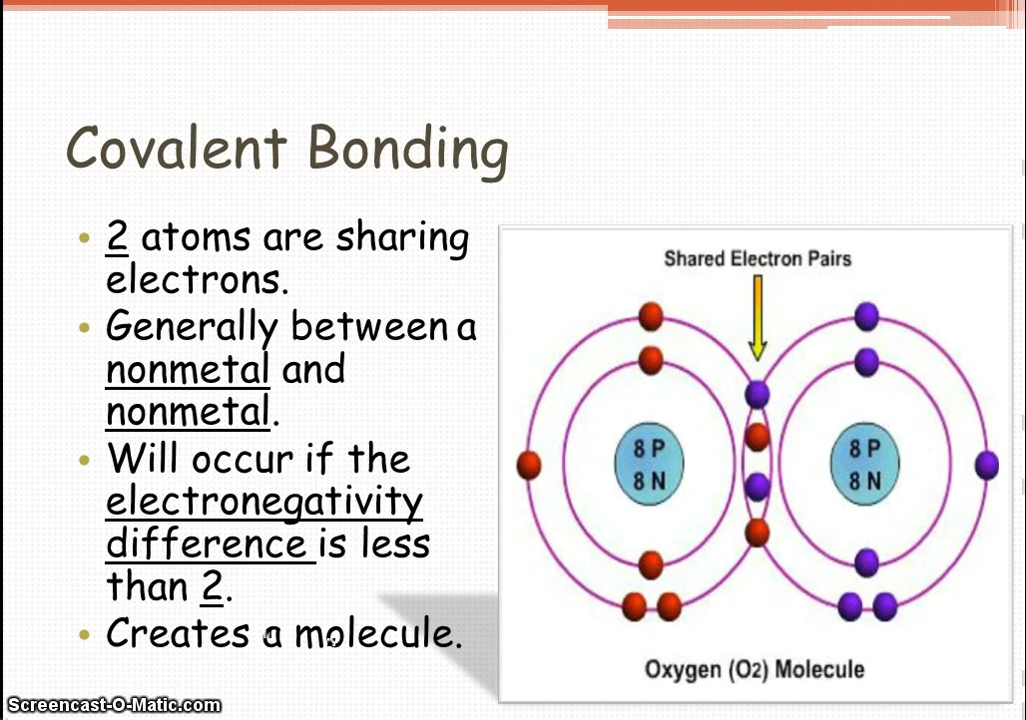 Covalent Bonding
• 2 atoms are sharing
electrons.
• Generally between a
nonmetal and
nonmetal.
• Will occur if the
electronegativity
difference is less
than 2.
• Creates a molecule.
Shared Electron Pairs
8 P
8 N
8 P
8 N
Oxygen (O2) Molecule
Screencast-O-Matic.com